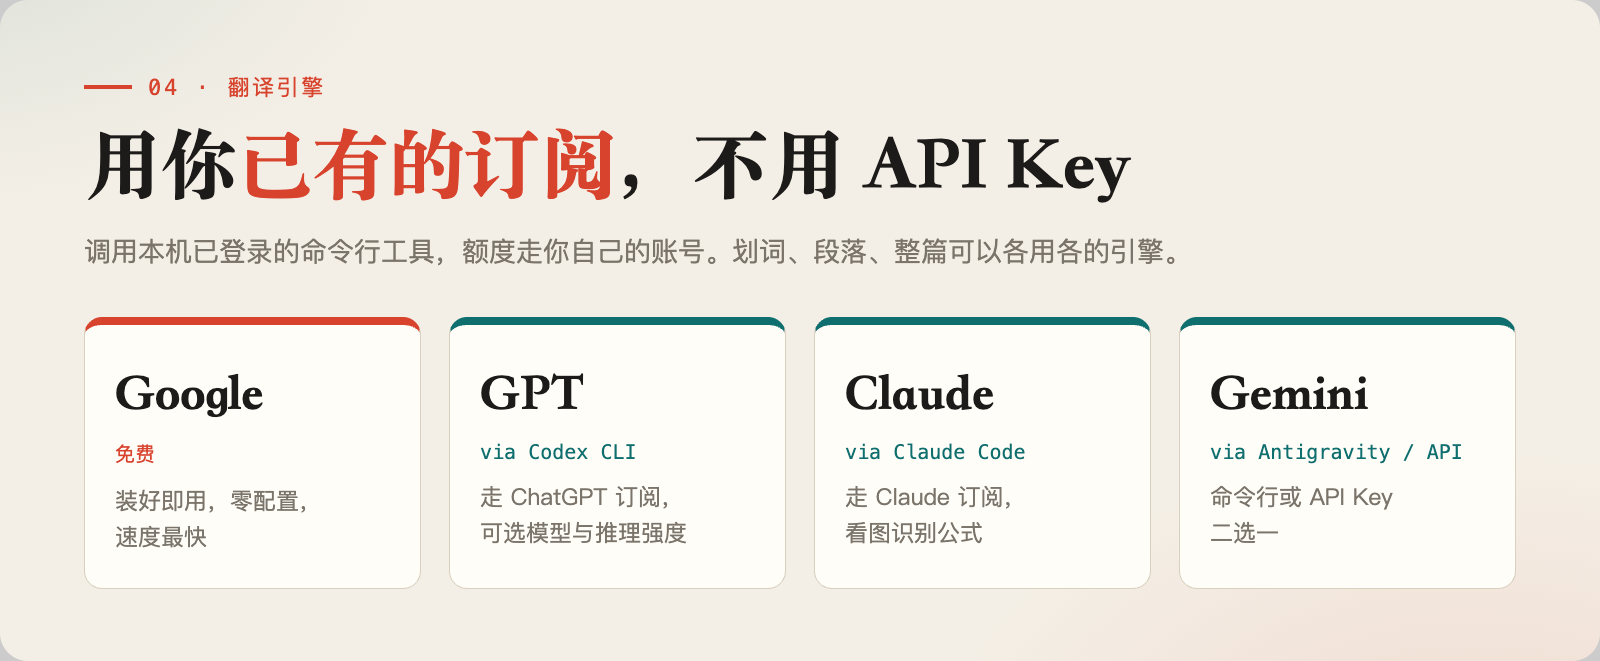 04 · 翻译引擎
用你已有的订阅，不用 API Key
调用本机已登录的命令行工具，额度走你自己的账号。划词、段落、整篇可以各用各的引擎。
Google
免费
装好即用，零配置，
速度最快
GPT
via Codex CLI
走 ChatGPT 订阅，
可选模型与推理强度
Claude
via Claude Code
走 Claude 订阅，
看图识别公式
Gemini
via Antigravity / API
命令行或 API Key
二选一